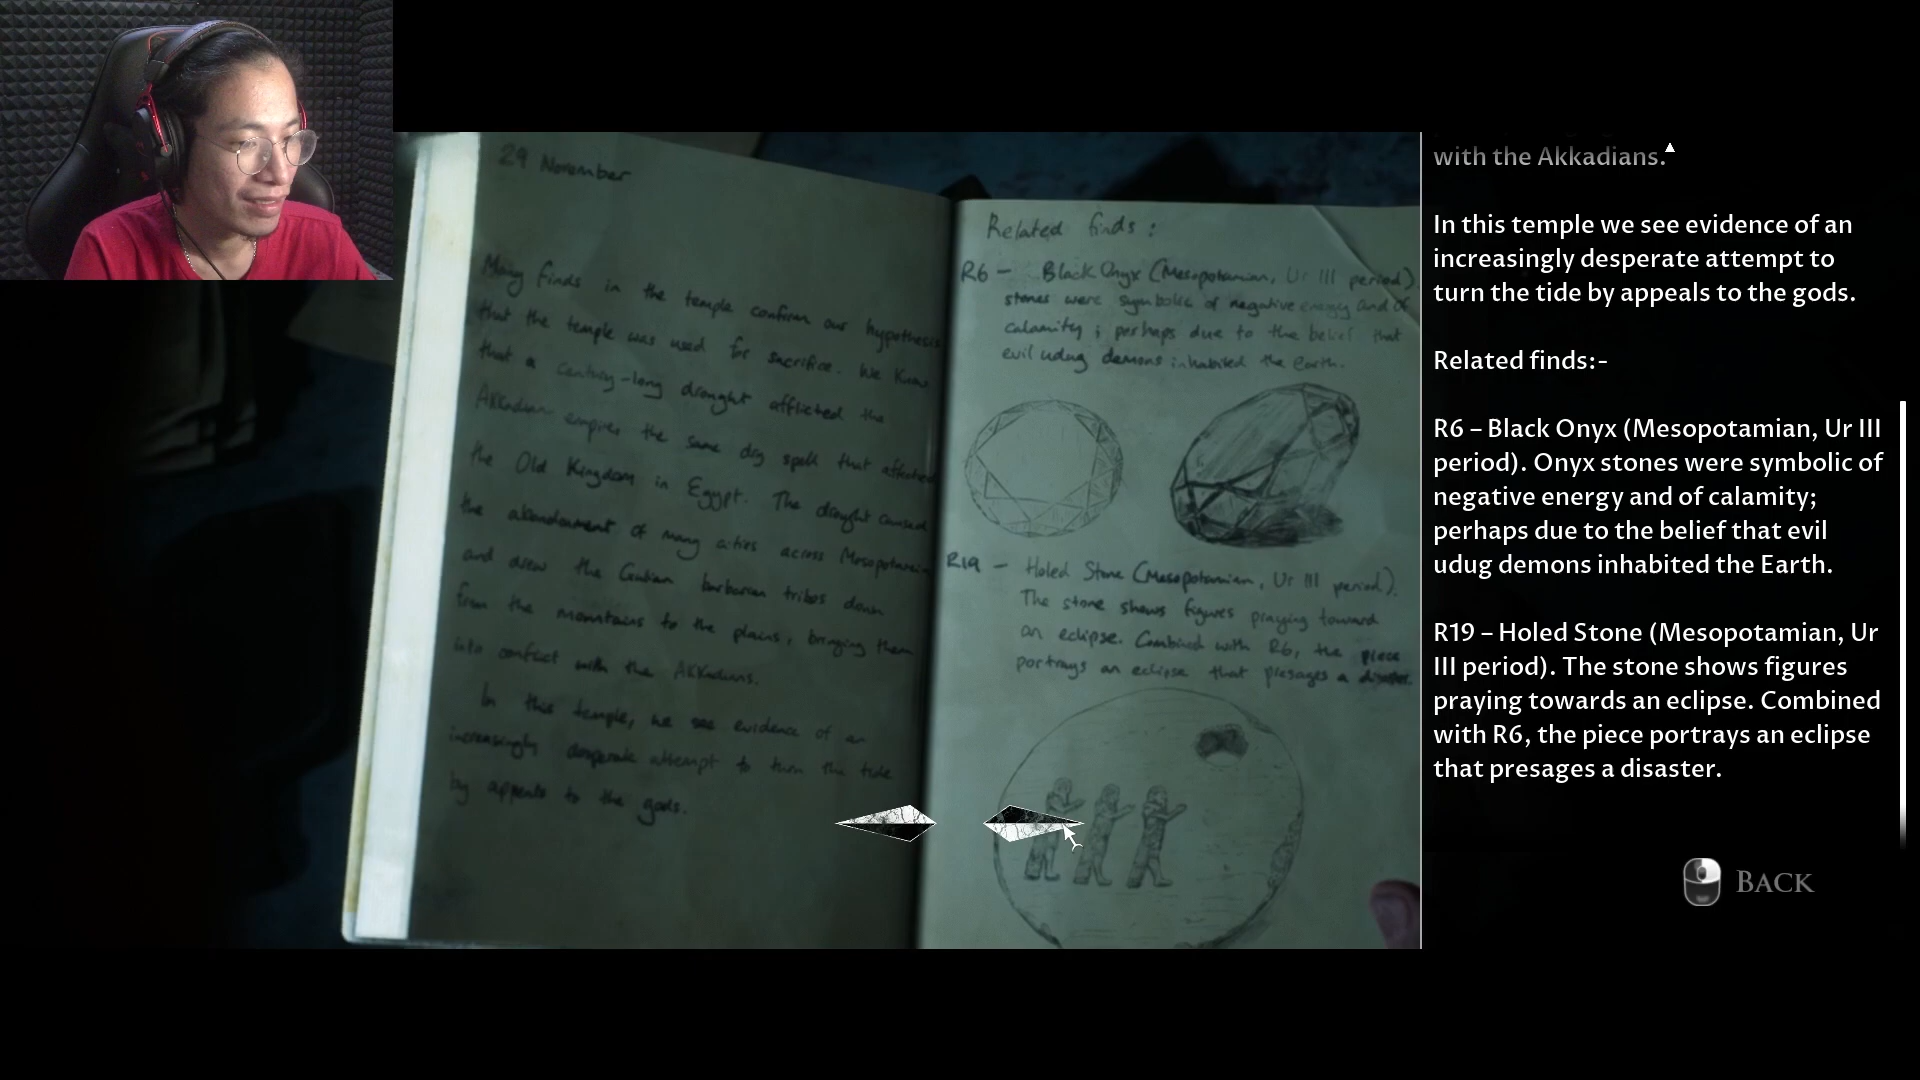 29 November
Many finds in the temple confirm our hypothesis
that the temple was used for sacrifice. We know
that a century-long drought afflicted the
Akkadian empire the same dry spell that affected
the Old Kingdom in Egypt. The drought caused
the abandonment of many cities across Mesopotamia
and drew the Gutian barbarian tribes down
from the mountains to the plains, bringing them
into conflict with the Akkadians.
In this temple, we see evidence of an
increasingly desperate attempt to turn the tide
by appeals to the gods.
Related finds:
R6 - Black Onyx (Mesopotamian, Ur III period).
stones were symbolic of negative energy and of
calamity; perhaps due to the belief that
evil udug demons inhabited the earth.
R19 - Holed Stone (Mesopotamian, Ur III period).
The stone shows figures praying toward
an eclipse. Combined with R6, the piece
portrays an eclipse that presages a disaster.
with the Akkadians.
In this temple we see evidence of an
increasingly desperate attempt to
turn the tide by appeals to the gods.
Related finds:-
R6 – Black Onyx (Mesopotamian, Ur III
period). Onyx stones were symbolic of
negative energy and of calamity;
perhaps due to the belief that evil
udug demons inhabited the Earth.
R19 – Holed Stone (Mesopotamian, Ur
III period). The stone shows figures
praying towards an eclipse. Combined
with R6, the piece portrays an eclipse
that presages a disaster.
BACK